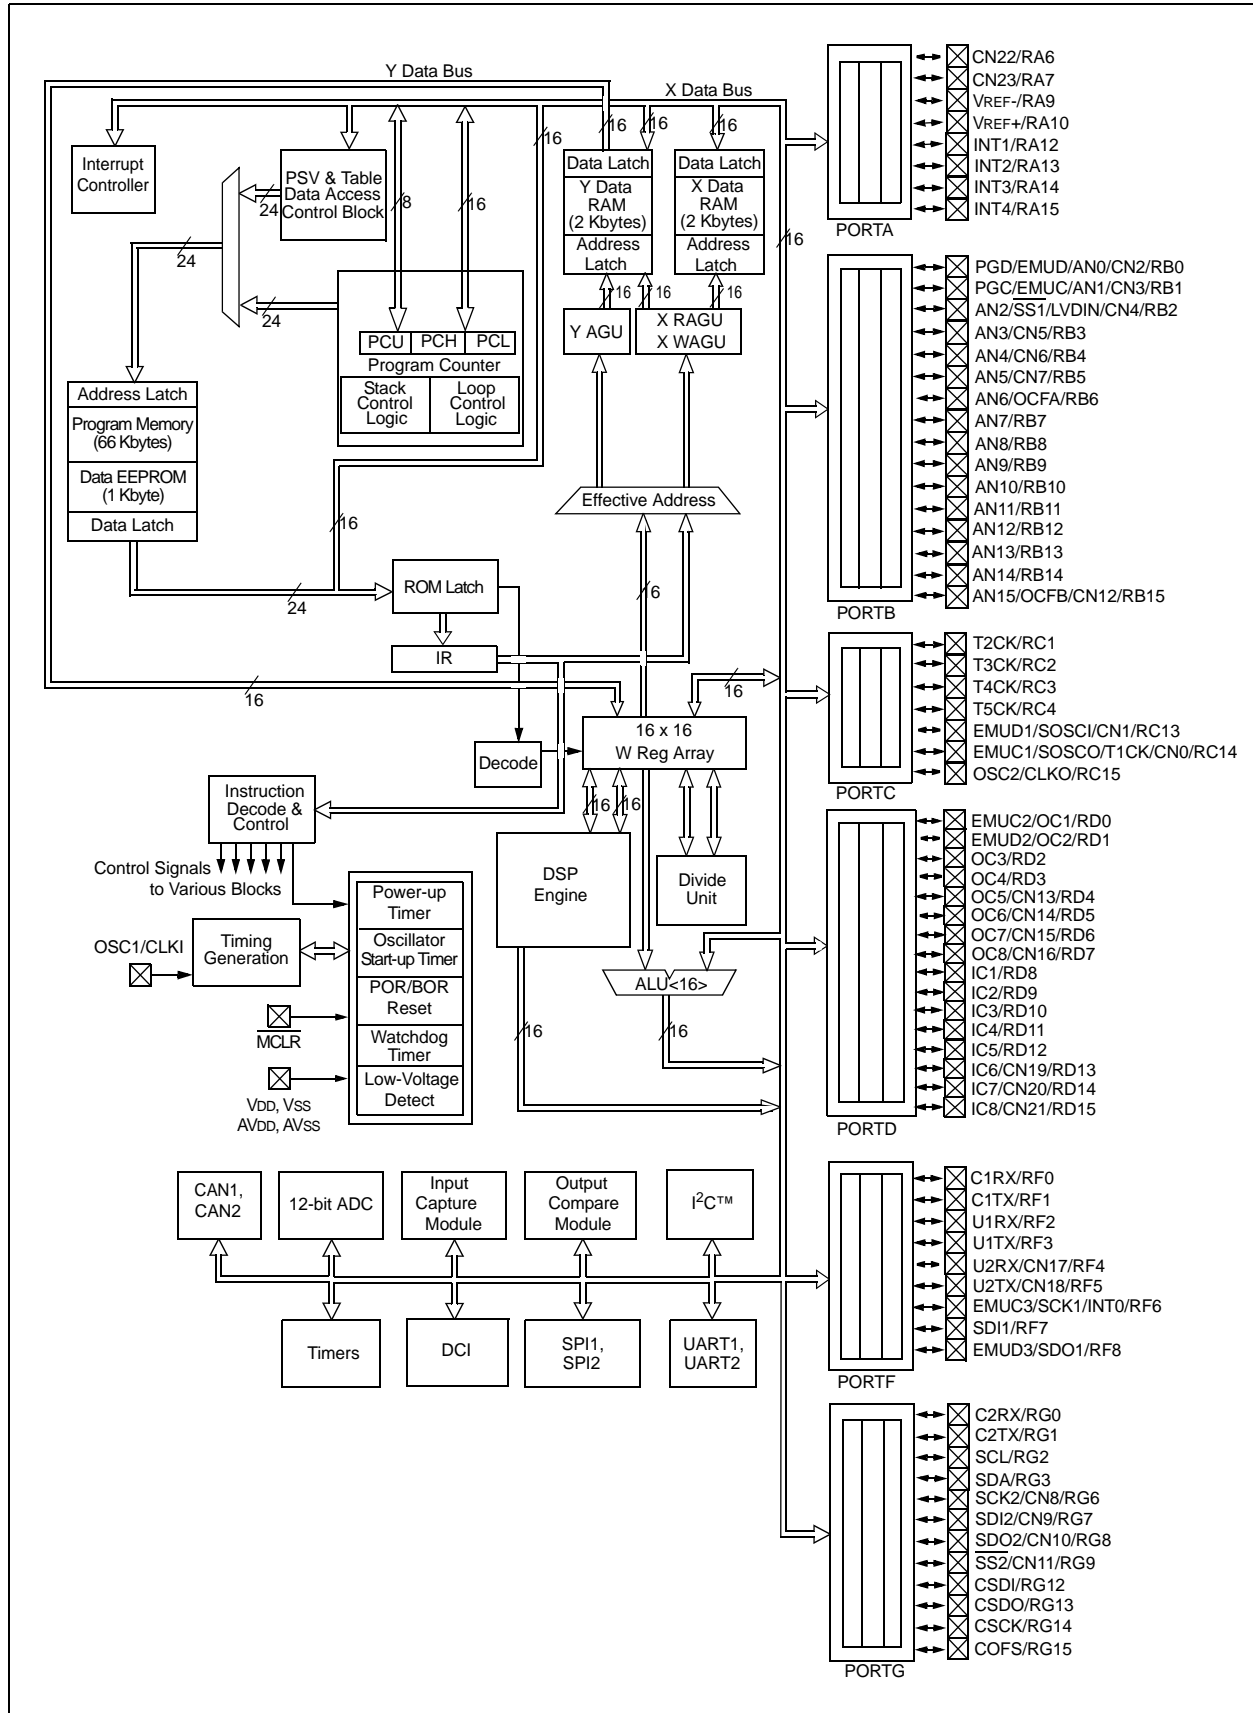 Y Data Bus
X Data Bus
16
16
16
16
Interrupt
Controller
PSV & Table
Data Access
Control Block
24
24
8
16
Data Latch
Y Data
RAM
(2 Kbytes)
Address
Latch
Data Latch
X Data
RAM
(2 Kbytes)
Address
Latch
16
24
16
16
16
Y AGU
X RAGU
X WAGU
PCU
PCH
PCL
Program Counter
Stack
Control
Logic
Loop
Control
Logic
Address Latch
Program Memory
(66 Kbytes)
Data EEPROM
(1 Kbyte)
Data Latch
Effective Address
16
24
ROM Latch
16
IR
16
16
16 x 16
W Reg Array
Decode
Instruction
Decode &
Control
16
16
Control Signals
to Various Blocks
DSP
Engine
Divide
Unit
Power-up
Timer
Oscillator
Start-up Timer
POR/BOR
Reset
Watchdog
Timer
Low-Voltage
Detect
OSC1/CLKI
Timing
Generation
ALU<16>
MCLR
16
16
VDD, VSS
AVDD, AVSS
CAN1,
CAN2
12-bit ADC
Input
Capture
Module
Output
Compare
Module
I2C™
Timers
DCI
SPI1,
SPI2
UART1,
UART2
CN22/RA6
CN23/RA7
VREF-/RA9
VREF+/RA10
INT1/RA12
INT2/RA13
INT3/RA14
INT4/RA15
PORTA
PGD/EMUD/AN0/CN2/RB0
PGC/EMUC/AN1/CN3/RB1
AN2/SS1/LVDIN/CN4/RB2
AN3/CN5/RB3
AN4/CN6/RB4
AN5/CN7/RB5
AN6/OCFA/RB6
AN7/RB7
AN8/RB8
AN9/RB9
AN10/RB10
AN11/RB11
AN12/RB12
AN13/RB13
AN14/RB14
AN15/OCFB/CN12/RB15
PORTB
T2CK/RC1
T3CK/RC2
T4CK/RC3
T5CK/RC4
EMUD1/SOSCI/CN1/RC13
EMUC1/SOSCO/T1CK/CN0/RC14
OSC2/CLKO/RC15
PORTC
EMUC2/OC1/RD0
EMUD2/OC2/RD1
OC3/RD2
OC4/RD3
OC5/CN13/RD4
OC6/CN14/RD5
OC7/CN15/RD6
OC8/CN16/RD7
IC1/RD8
IC2/RD9
IC3/RD10
IC4/RD11
IC5/RD12
IC6/CN19/RD13
IC7/CN20/RD14
IC8/CN21/RD15
PORTD
C1RX/RF0
C1TX/RF1
U1RX/RF2
U1TX/RF3
U2RX/CN17/RF4
U2TX/CN18/RF5
EMUC3/SCK1/INT0/RF6
SDI1/RF7
EMUD3/SDO1/RF8
PORTF
C2RX/RG0
C2TX/RG1
SCL/RG2
SDA/RG3
SCK2/CN8/RG6
SDI2/CN9/RG7
SDO2/CN10/RG8
SS2/CN11/RG9
CSDI/RG12
CSDO/RG13
CSCK/RG14
COFS/RG15
PORTG